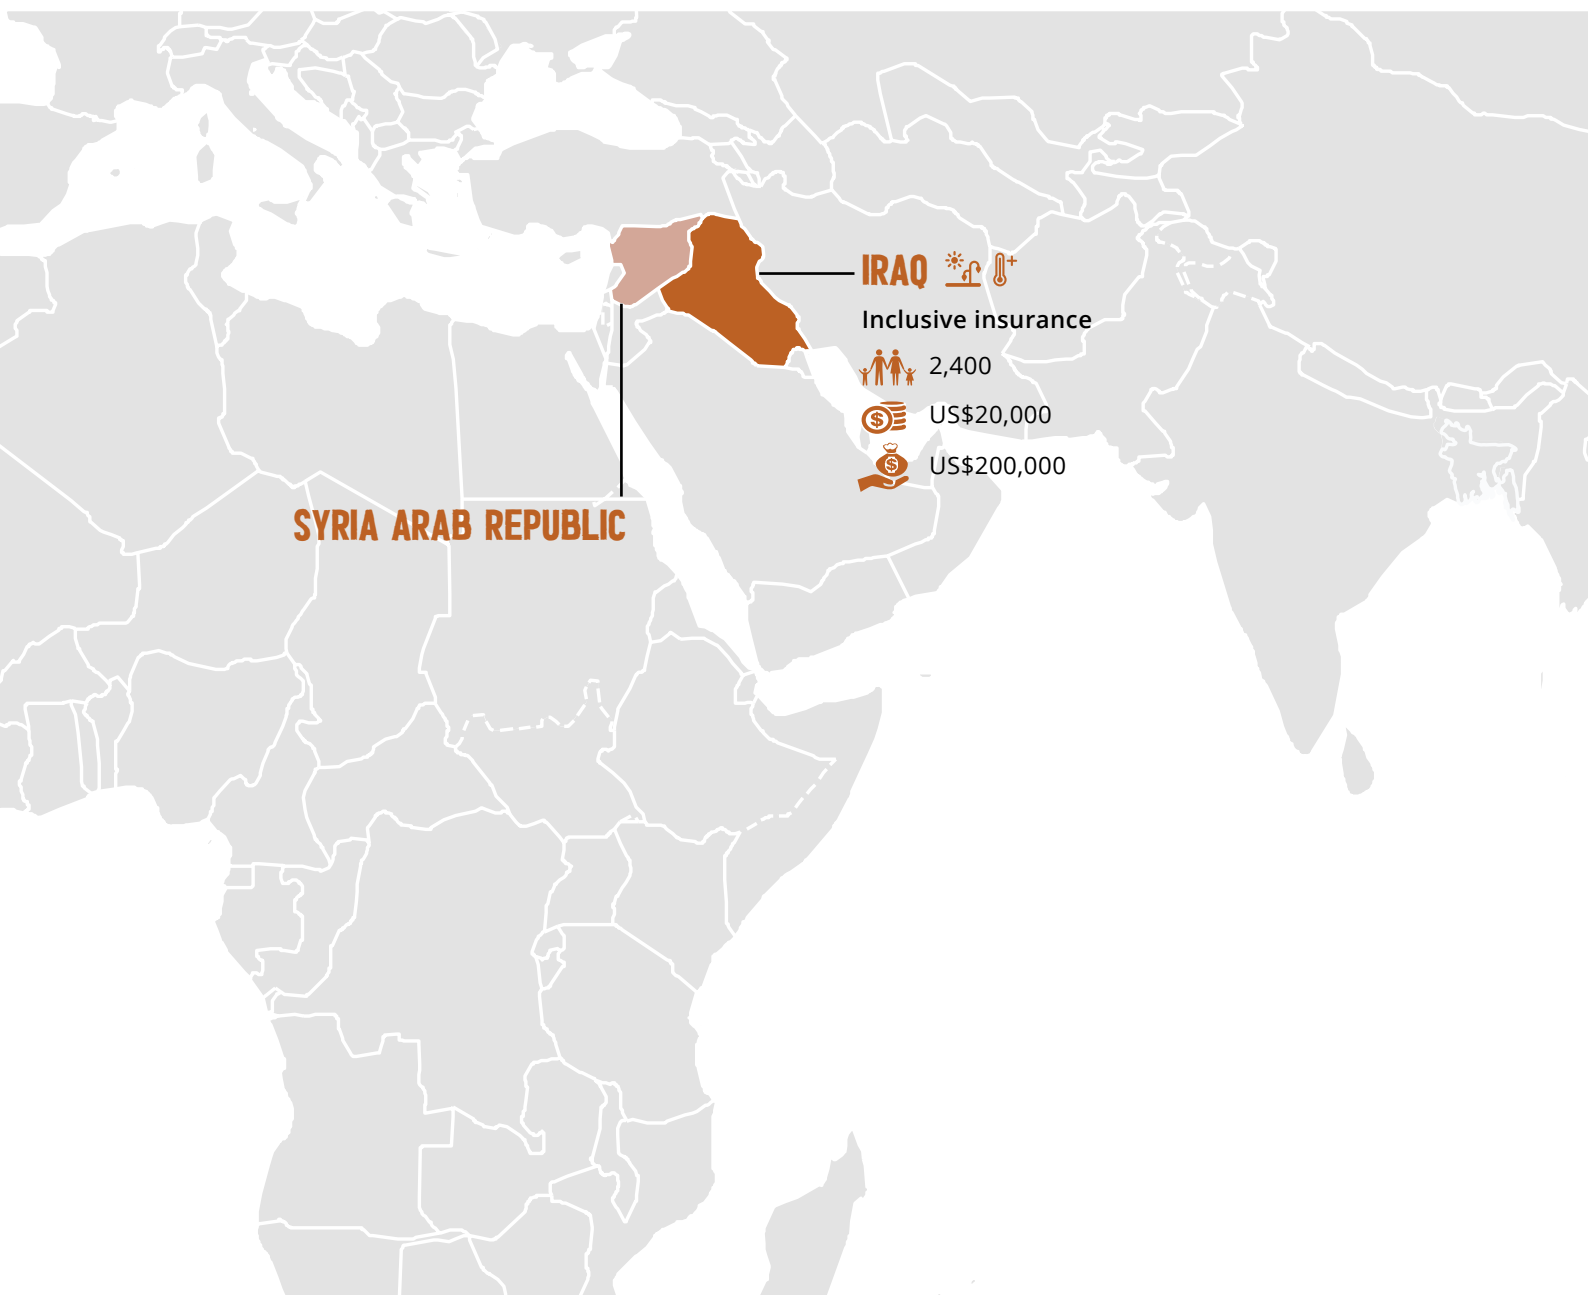 IRAQ
Inclusive insurance
2,400
US$20,000
US$200,000
SYRIA ARAB REPUBLIC